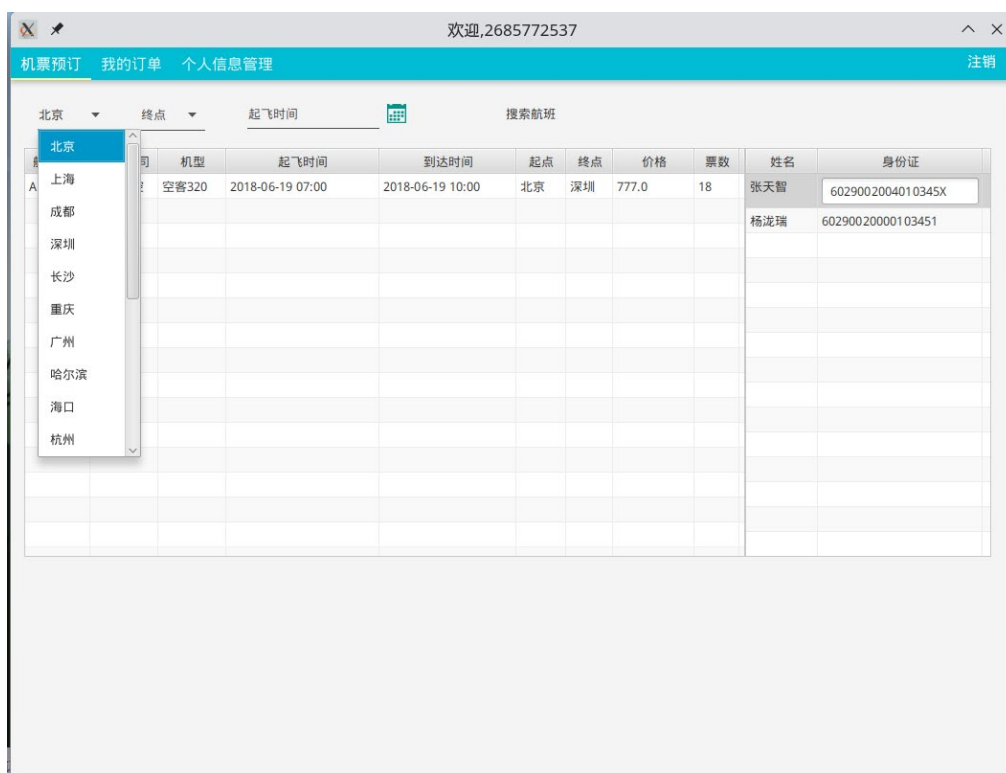 欢迎,2685772537
机票预订 我的订单 个人信息管理 注销
北京 终点 起飞时间 搜索航班
机型 起飞时间 到达时间 起点 终点 价格 票数 姓名 身份证
空客320 2018-06-19 07:00 2018-06-19 10:00 北京 深圳 777.0 18 张天智 6029002004010345X
杨泷瑞 60290020000103451
北京
上海
成都
深圳
长沙
重庆
广州
哈尔滨
海口
杭州